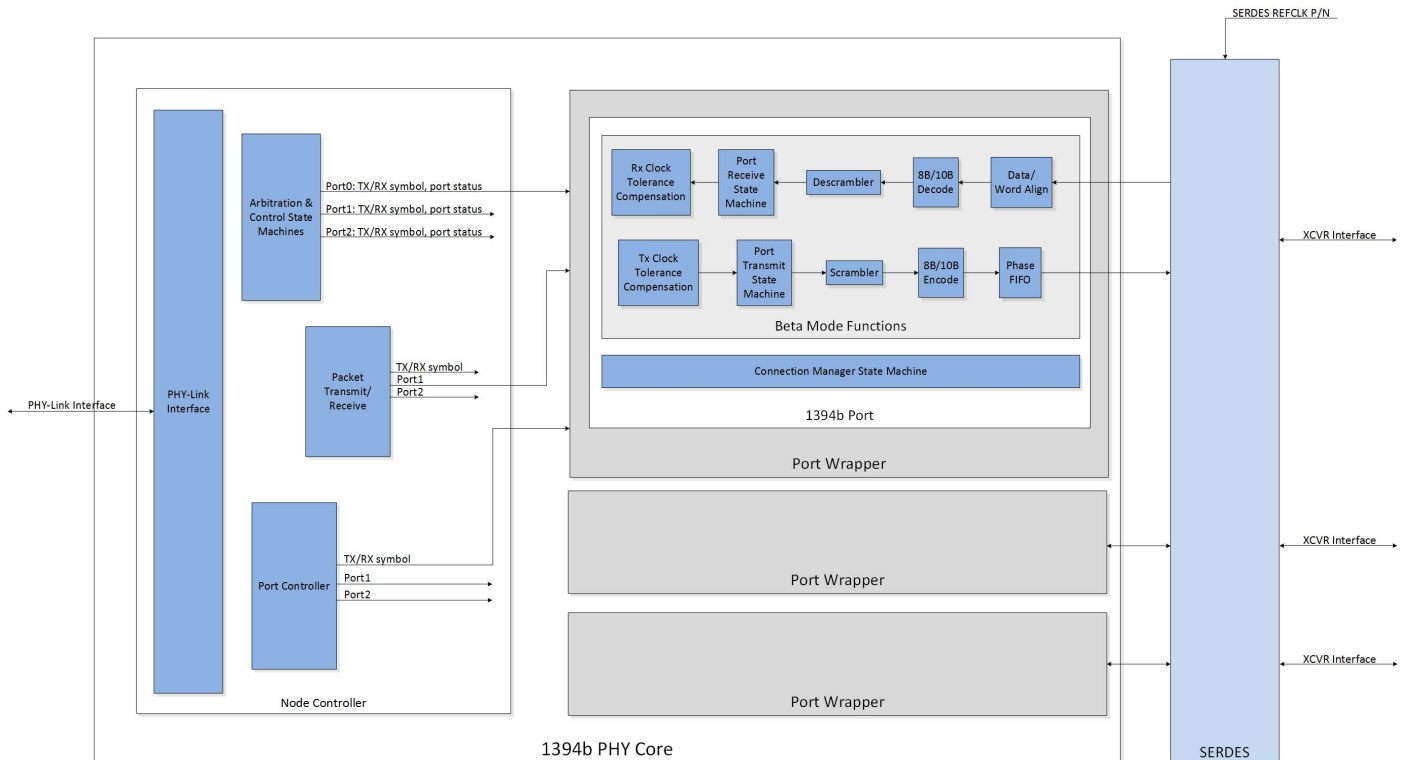 SERDES REFCLK P/N
PHY-Link Interface
PHY-Link
Interface
Arbitration &
Control State
Machines
Port0: TX/RX symbol, port status
Port1: TX/RX symbol, port status
Port2: TX/RX symbol, port status
Packet
Transmit/
Receive
TX/RX symbol
Port1
Port2
Port Controller
TX/RX symbol
Port1
Port2
Node Controller
Rx Clock
Tolerance
Compensation
Port
Receive
State
Machine
Descrambler
8B/10B
Decode
Data/
Word Align
Tx Clock
Tolerance
Compensation
Port
Transmit
State
Machine
Scrambler
8B/10B
Encode
Phase
FIFO
Beta Mode Functions
Connection Manager State Machine
1394b Port
Port Wrapper
Port Wrapper
Port Wrapper
1394b PHY Core
XCVR Interface
XCVR Interface
XCVR Interface
SERDES